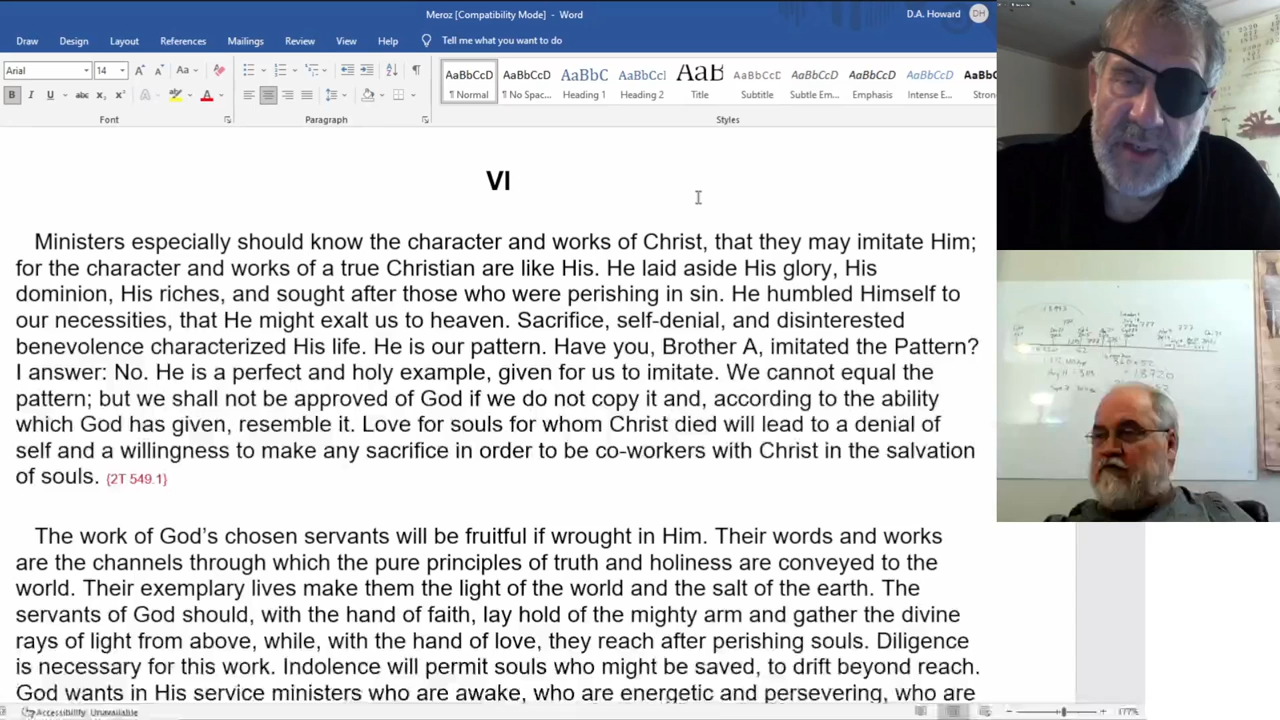 Meroz [Compatibility Mode] - Word
D.A. Howard
DH
Draw Design Layout References Mailings Review View Help Tell me what you want to do
Arial 14
AaBbCcD AaBbCcD AaBbC AaBbCcl AaB AaBbCcD AaBbCcD AaBbCcD AaBbCcD AaBbC
¶ Normal ¶ No Spac... Heading 1 Heading 2 Title Subtitle Subtle Em... Emphasis Intense E... Stron
Font Paragraph Styles
VI
Ministers especially should know the character and works of Christ, that they may imitate Him;
for the character and works of a true Christian are like His. He laid aside His glory, His
dominion, His riches, and sought after those who were perishing in sin. He humbled Himself to
our necessities, that He might exalt us to heaven. Sacrifice, self-denial, and disinterested
benevolence characterized His life. He is our pattern. Have you, Brother A, imitated the Pattern?
I answer: No. He is a perfect and holy example, given for us to imitate. We cannot equal the
pattern; but we shall not be approved of God if we do not copy it and, according to the ability
which God has given, resemble it. Love for souls for whom Christ died will lead to a denial of
self and a willingness to make any sacrifice in order to be co-workers with Christ in the salvation
of souls. {2T 549.1}
The work of God's chosen servants will be fruitful if wrought in Him. Their words and works
are the channels through which the pure principles of truth and holiness are conveyed to the
world. Their exemplary lives make them the light of the world and the salt of the earth. The
servants of God should, with the hand of faith, lay hold of the mighty arm and gather the divine
rays of light from above, while, with the hand of love, they reach after perishing souls. Diligence
is necessary for this work. Indolence will permit souls who might be saved, to drift beyond reach.
God wants in His service ministers who are awake, who are energetic and persevering, who are
Accessibility: Unavailable
177%